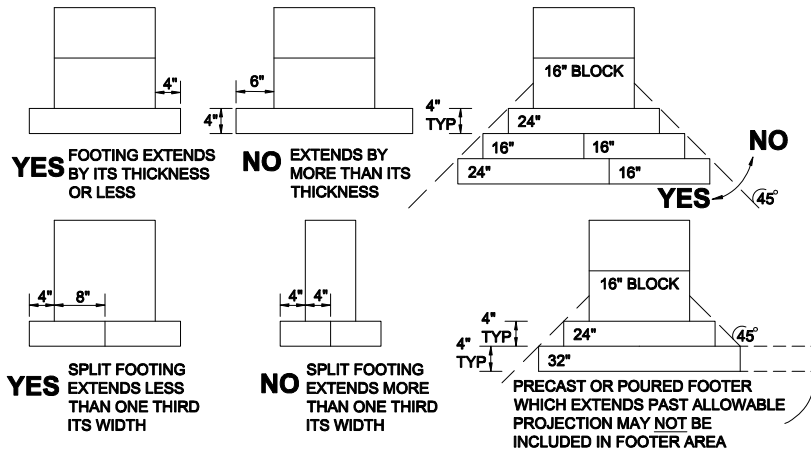 4"
4"
YES FOOTING EXTENDS
BY ITS THICKNESS
OR LESS
6"
NO EXTENDS BY
MORE THAN ITS
THICKNESS
16" BLOCK
4"
TYP
24"
16" 16"
24" 16"
NO
YES
45°
4" 8"
YES SPLIT FOOTING
EXTENDS LESS
THAN ONE THIRD
ITS WIDTH
4" 4"
NO SPLIT FOOTING
EXTENDS MORE
THAN ONE THIRD
ITS WIDTH
16" BLOCK
4"
TYP
24"
45°
4"
TYP
32"
PRECAST OR POURED FOOTER
WHICH EXTENDS PAST ALLOWABLE
PROJECTION MAY NOT BE
INCLUDED IN FOOTER AREA